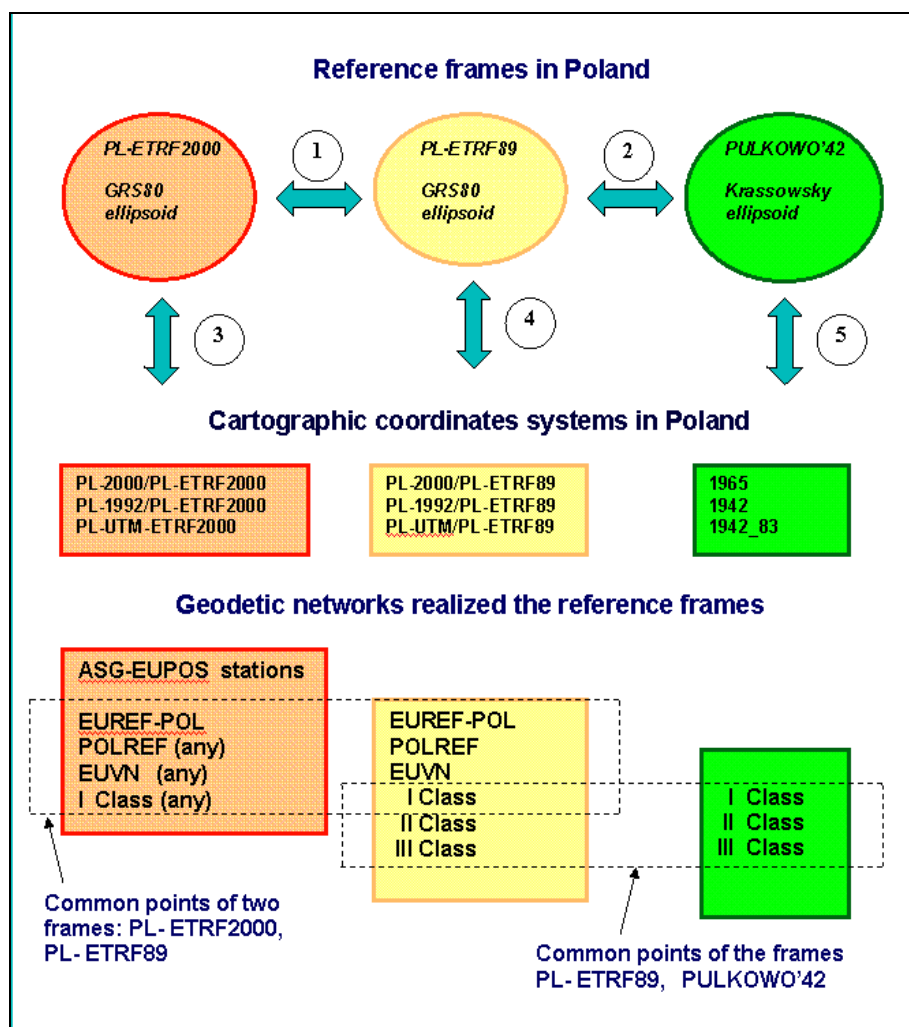 Reference frames in Poland
PL-ETRF2000
GRS80
ellipsoid
1
PL-ETRF89
GRS80
ellipsoid
2
PULKOWO'42
Krassowsky
ellipsoid
3
4
5
Cartographic coordinates systems in Poland
PL-2000/PL-ETRF2000
PL-1992/PL-ETRF2000
PL-UTM-ETRF2000
PL-2000/PL-ETRF89
PL-1992/PL-ETRF89
PL-UTM/PL-ETRF89
1965
1942
1942_83
Geodetic networks realized the reference frames
ASG-EUPOS stations
EUREF-POL
POLREF (any)
EUVN (any)
I Class (any)
EUREF-POL
POLREF
EUVN
I Class
II Class
III Class
I Class
II Class
III Class
Common points of two
frames: PL- ETRF2000,
PL- ETRF89
Common points of the frames
PL- ETRF89, PULKOWO'42